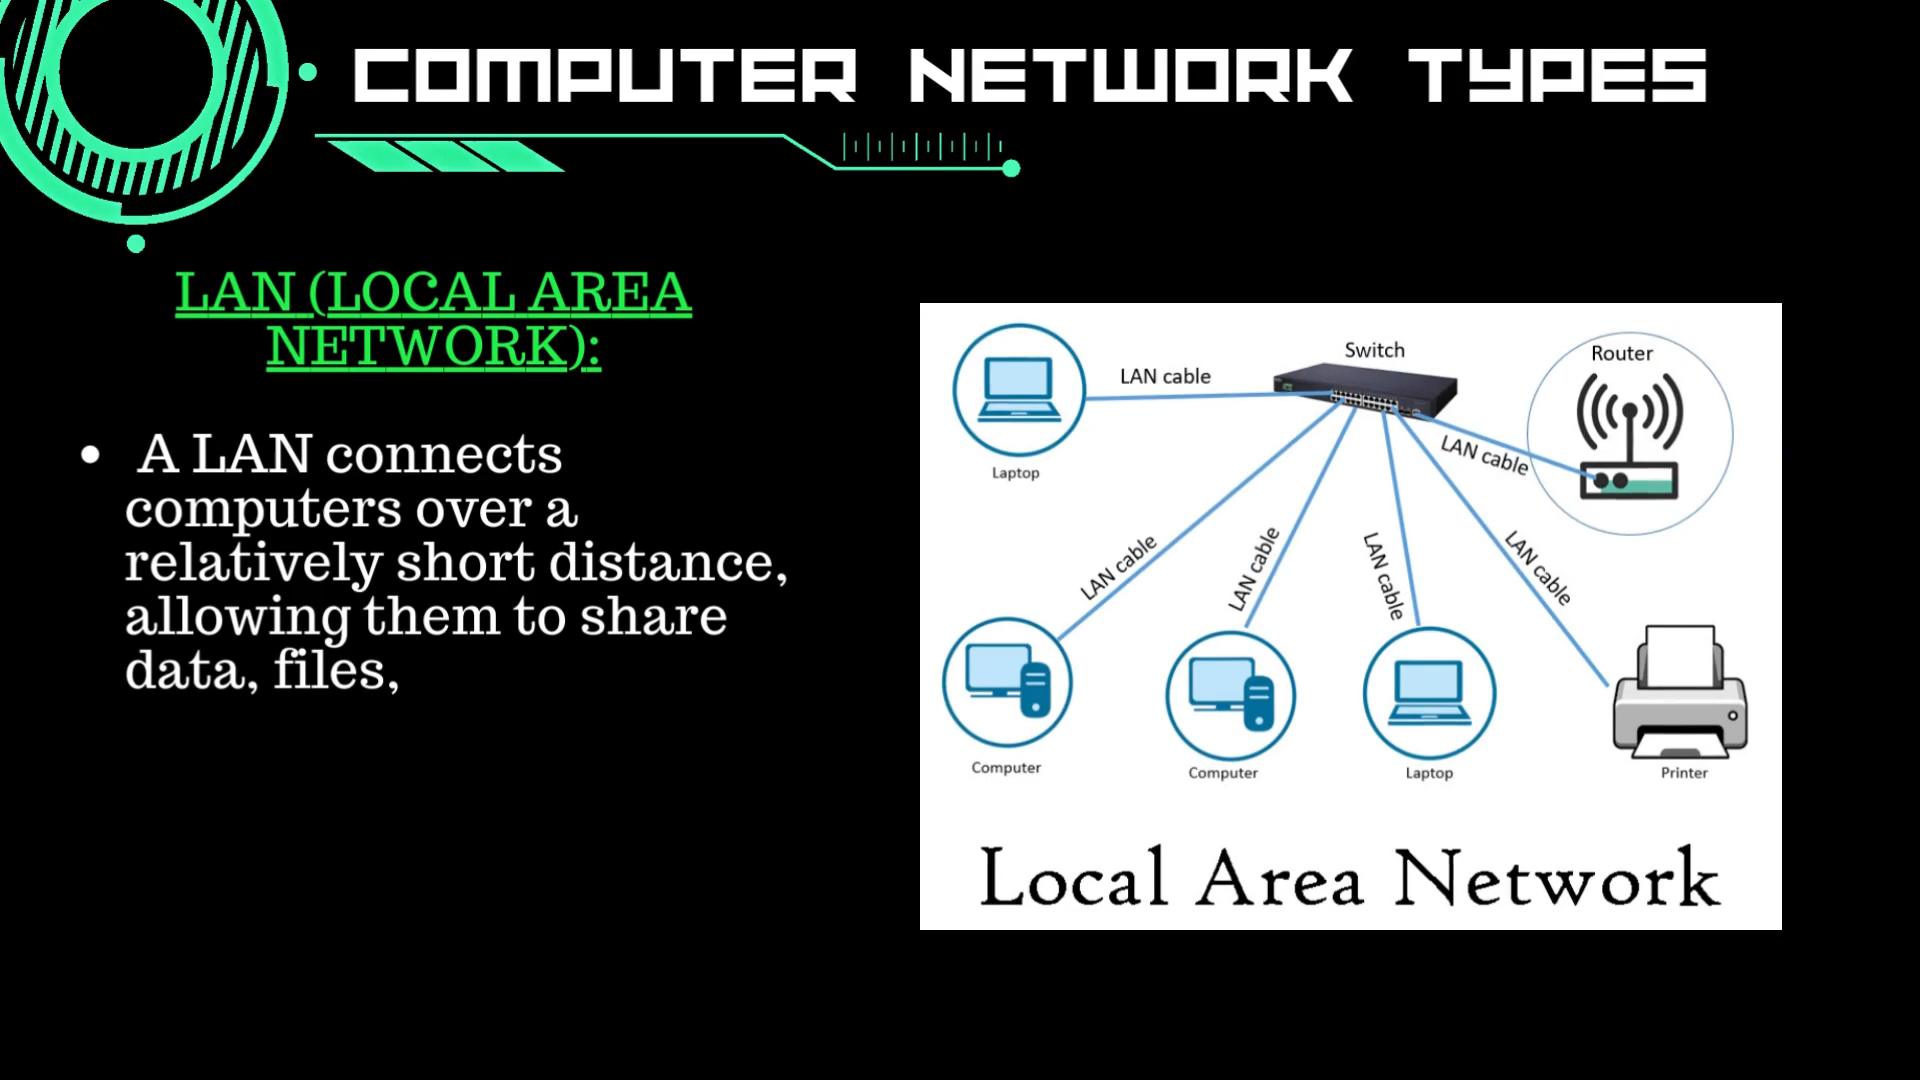 COMPUTER NETWORK TYPES
LAN (LOCAL AREA
NETWORK):
• A LAN connects
computers over a
relatively short distance,
allowing them to share
data, files,
Switch
Router
LAN cable
LAN cable
Laptop
LAN cable
LAN cable
LAN cable
LAN cable
Computer
Computer
Laptop
Printer
Local Area Network